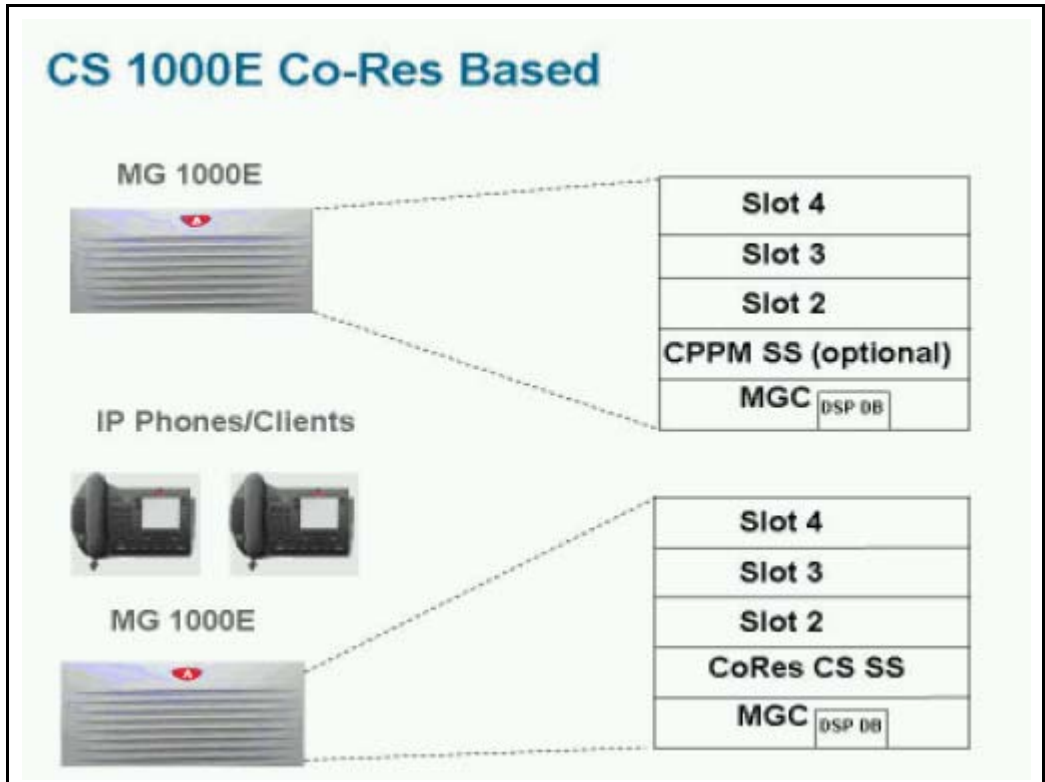 CS 1000E Co-Res Based
MG 1000E
Slot 4
Slot 3
Slot 2
CPPM SS (optional)
MGC DSP DB
IP Phones/Clients
MG 1000E
Slot 4
Slot 3
Slot 2
CoRes CS SS
MGC DSP DB